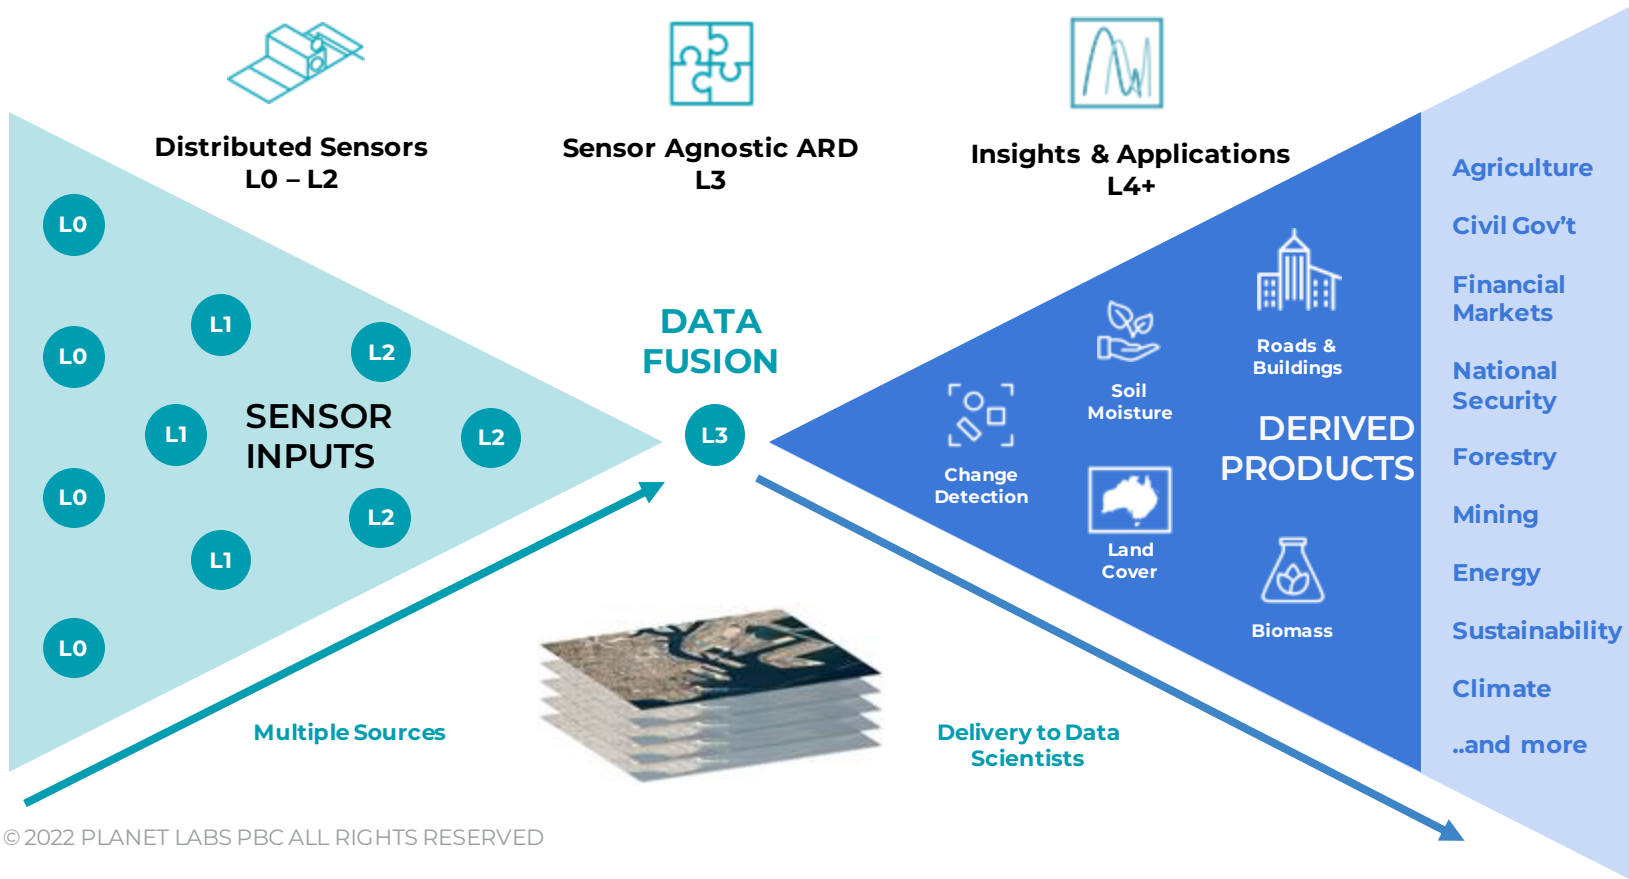 Distributed Sensors
L0 – L2
Sensor Agnostic ARD
L3
Insights & Applications
L4+
L0
L0
L0
L0
L1
L1
L1
L2
L2
L2
SENSOR
INPUTS
DATA
FUSION
L3
Change
Detection
Soil
Moisture
Land
Cover
Roads &
Buildings
Biomass
DERIVED
PRODUCTS
Agriculture
Civil Gov’t
Financial
Markets
National
Security
Forestry
Mining
Energy
Sustainability
Climate
..and more
Multiple Sources
Delivery to Data
Scientists
© 2022 PLANET LABS PBC ALL RIGHTS RESERVED